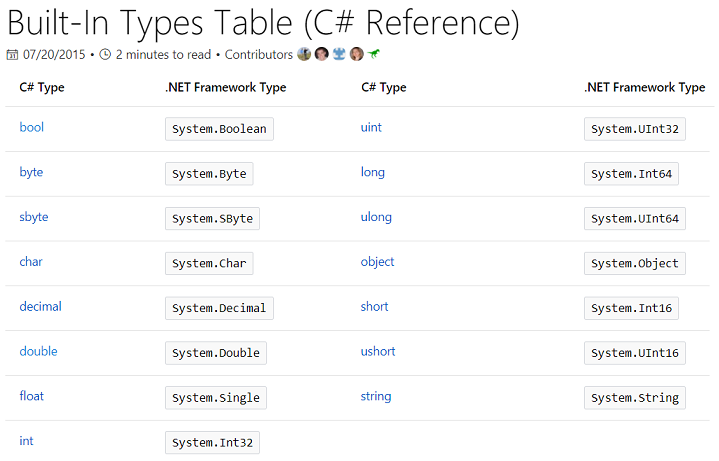 Built-In Types Table (C# Reference)
07/20/2015 • 2 minutes to read • Contributors
C# Type .NET Framework Type C# Type .NET Framework Type
bool System.Boolean uint System.UInt32
byte System.Byte long System.Int64
sbyte System.SByte ulong System.UInt64
char System.Char object System.Object
decimal System.Decimal short System.Int16
double System.Double ushort System.UInt16
float System.Single string System.String
int System.Int32